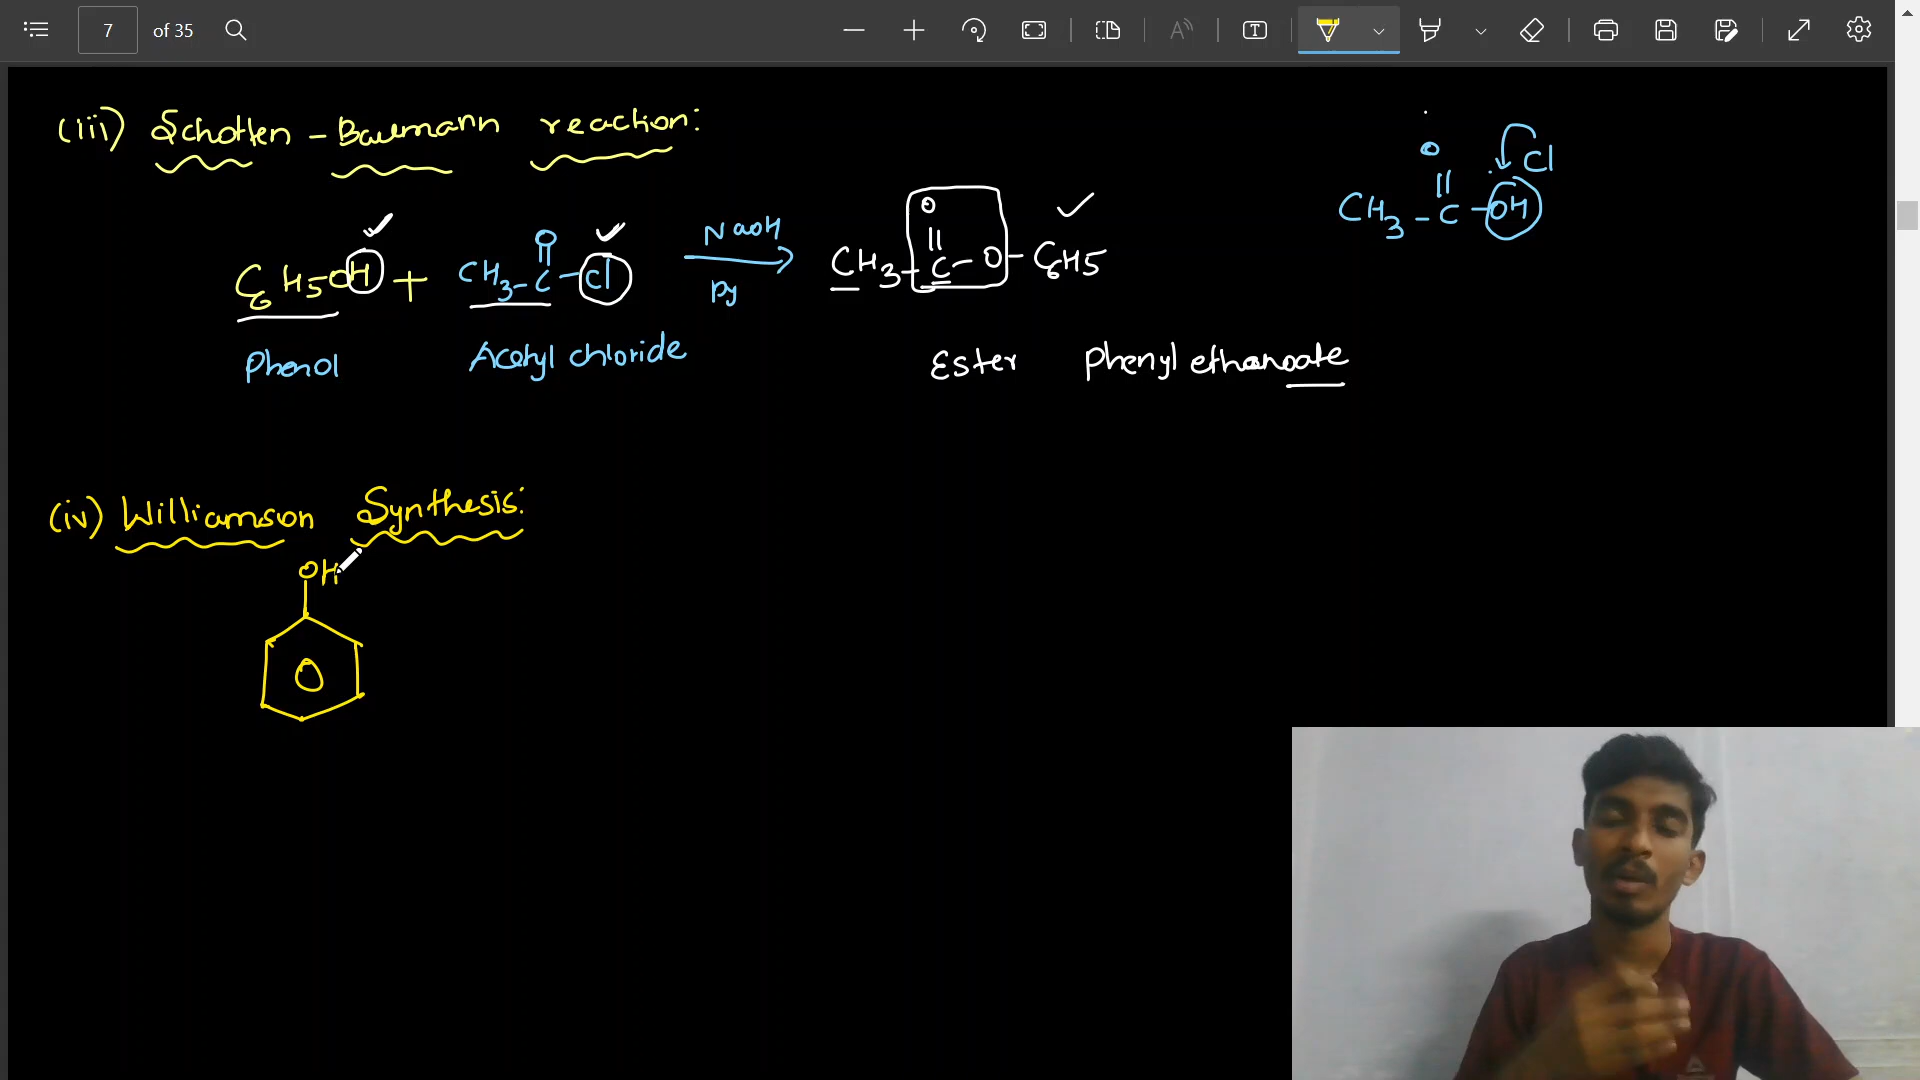 7 of 35
(iii) Schotten - Baumann reaction:
O Cl
CH3 - C - OH
C6H5OH + CH3 - C - Cl NaOH Py CH3 - C - O - C6H5
O
O
Phenol Acetyl chloride Ester Phenyl ethanoate
(iv) Williamson Synthesis:
OH